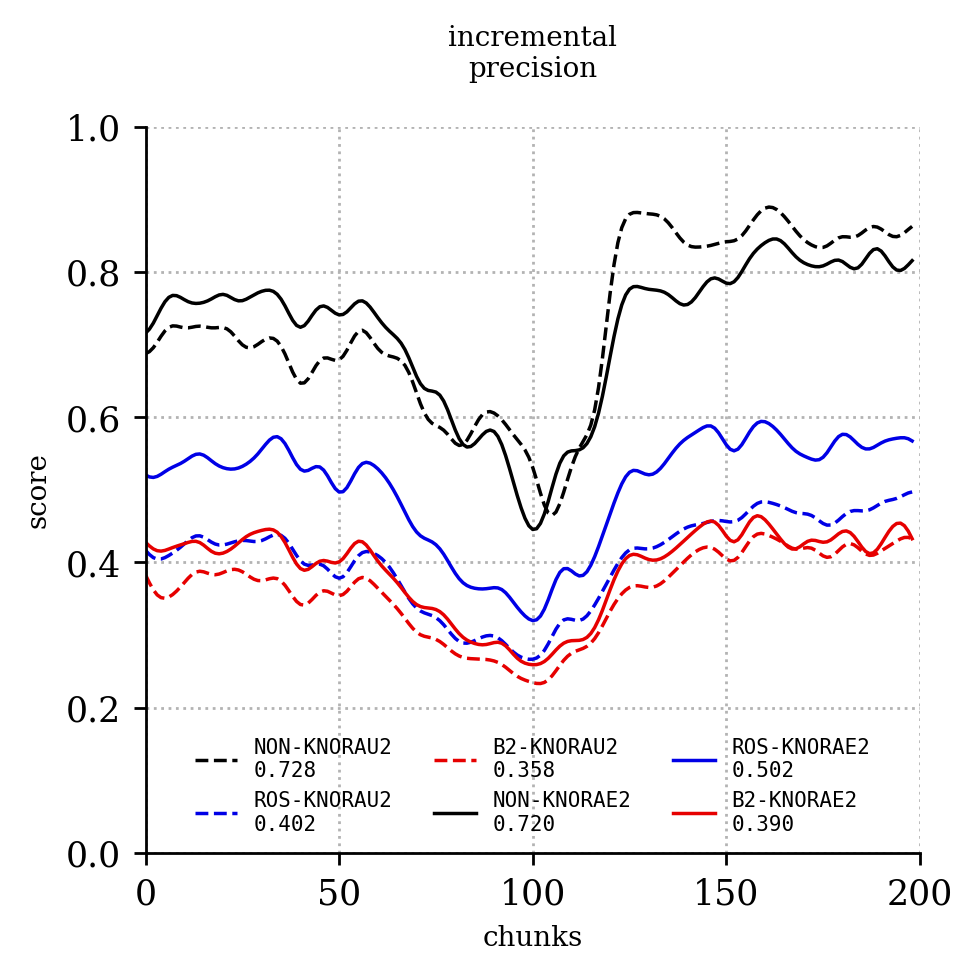 incremental
precision
1.0
0.8
0.6
0.4
0.2
0.0
score
NON-KNORAU2
0.728
ROS-KNORAU2
0.402
B2-KNORAU2
0.358
NON-KNORAE2
0.720
ROS-KNORAE2
0.502
B2-KNORAE2
0.390
0 50 100 150 200
chunks